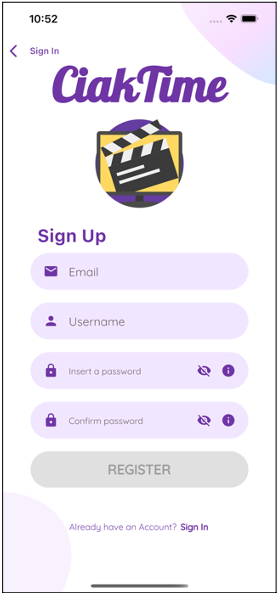 10:52
Sign In
CiakTime
Sign Up
Email
Username
Insert a password
Confirm password
REGISTER
Already have an Account? Sign In